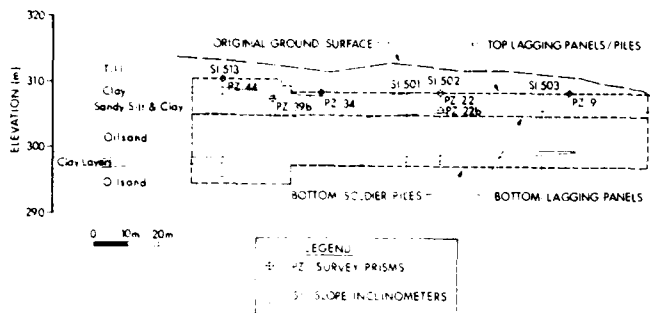 320
ORIGINAL GROUND SURFACE
TOP LAGGING PANELS/PILES
Till
SI 513
SI 502
310
Clay
PZ 44
SI 501
SI 503
Sandy Silt & Clay
PZ 39b
PZ 34
PZ 22
PZ 9
PZ 22b
ELEVATION (m)
Oilsand
300
Clay Layers
Oilsand
BOTTOM SOLDIER PILES
BOTTOM LAGGING PANELS
290
0 10m 20m
LEGEND
PZ SURVEY PRISMS
SI SLOPE INCLINOMETERS